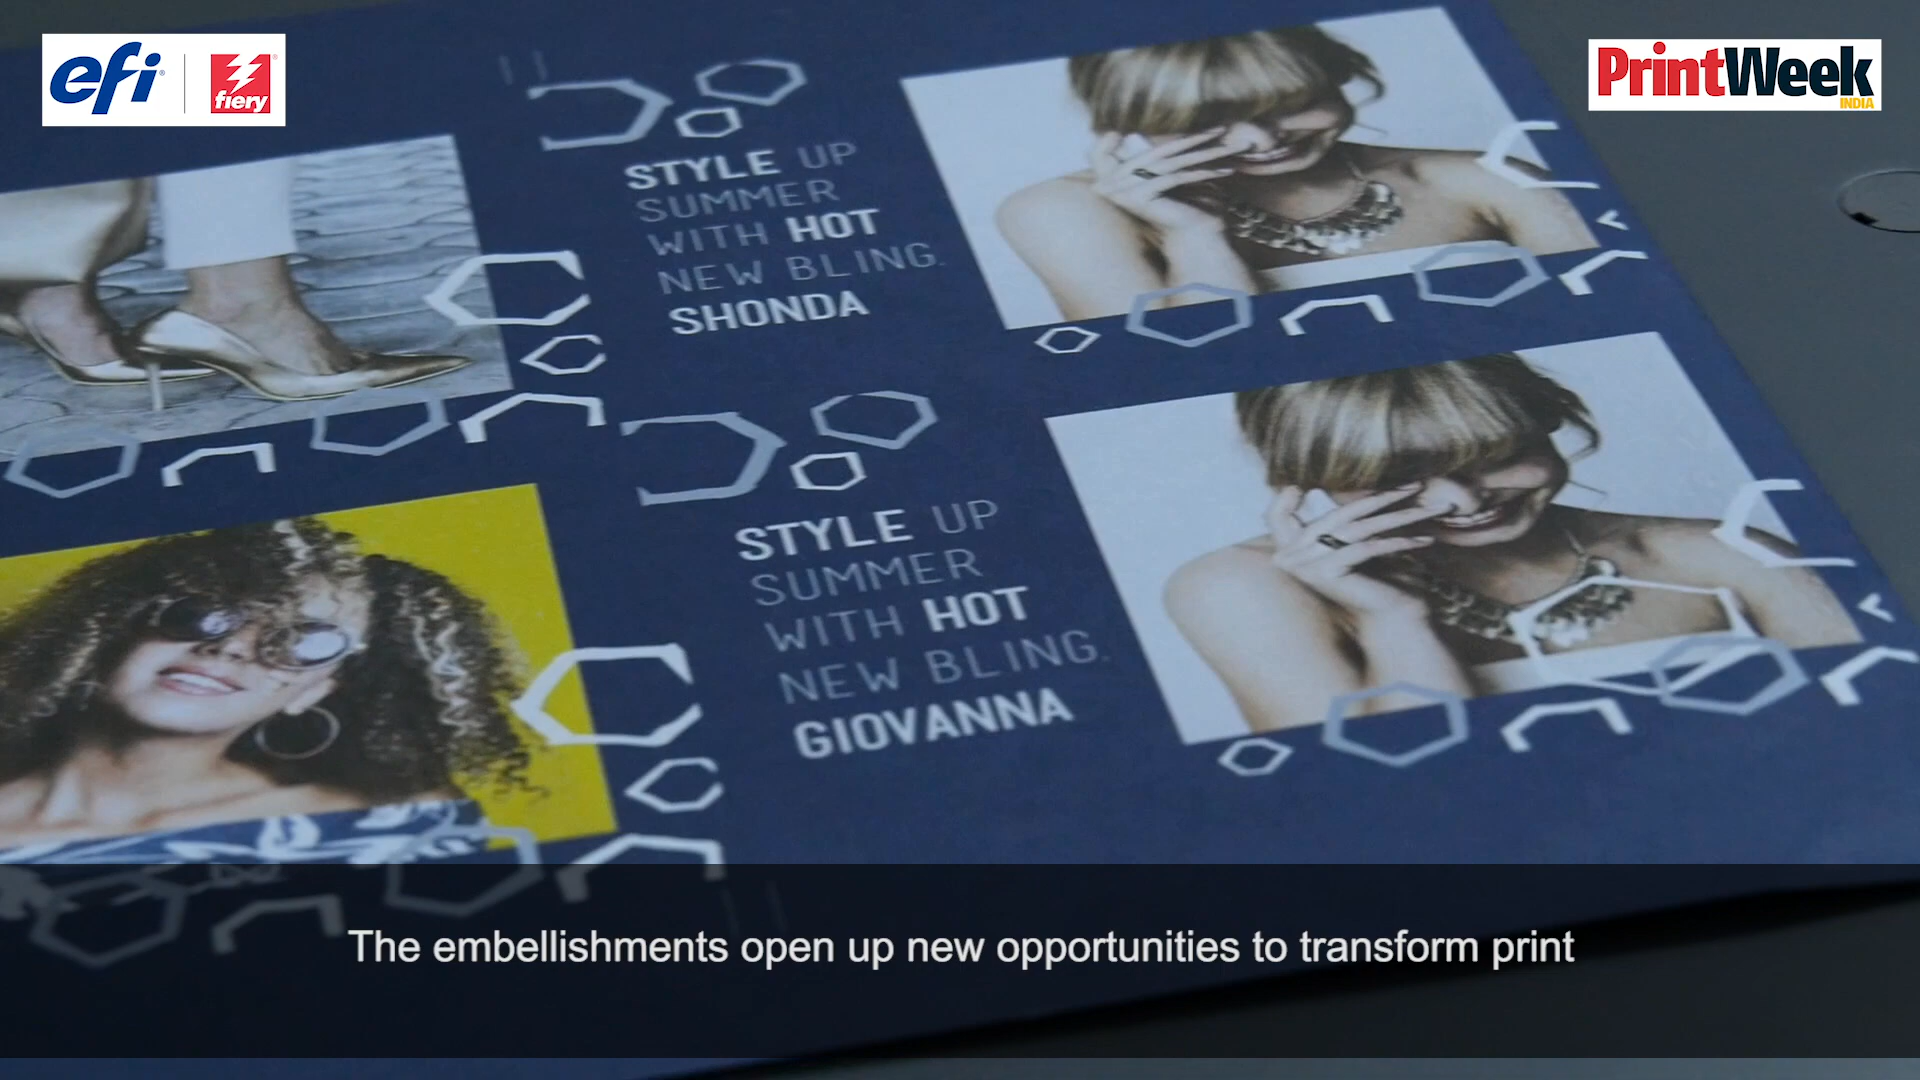 efi
fiery
PrintWeek
INDIA
STYLE UP
SUMMER
WITH HOT
NEW BLING.
SHONDA
STYLE UP
SUMMER
WITH HOT
NEW BLING.
GIOVANNA
The embellishments open up new opportunities to transform print